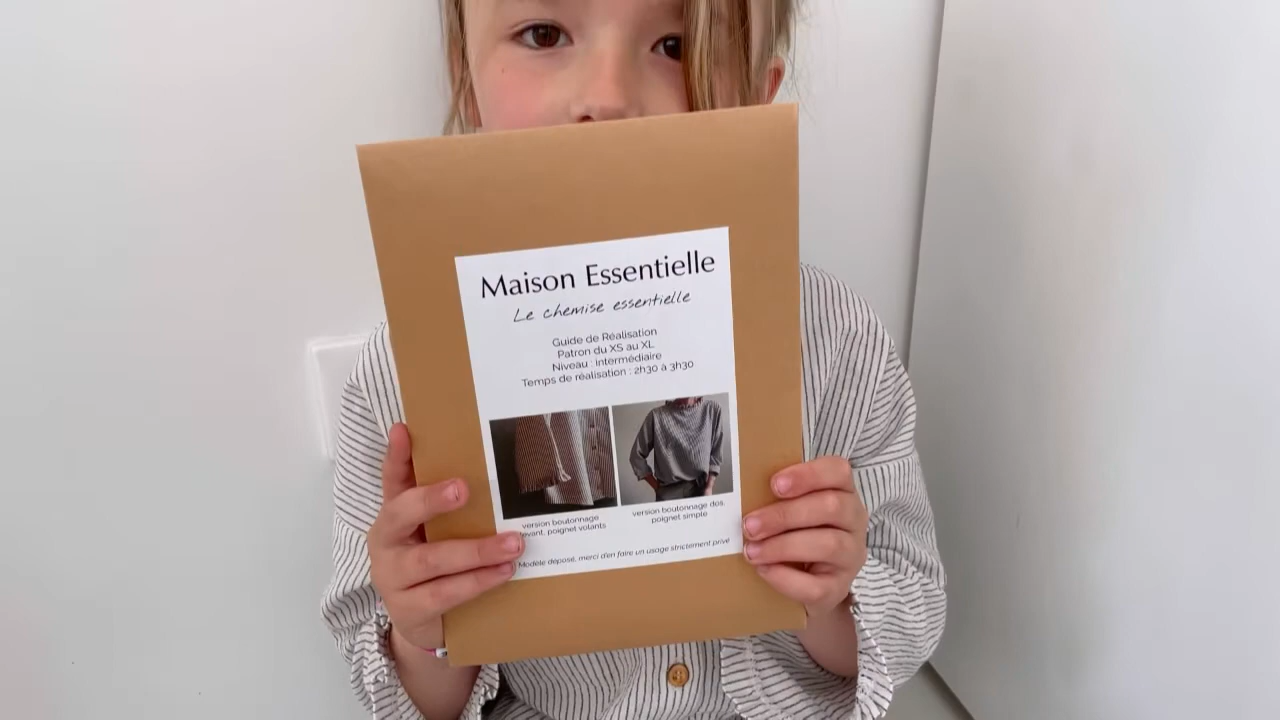 Maison Essentielle
Le chemise essentielle
Guide de Réalisation
Patron du XS au XL
Niveau : intermédiaire
Temps de réalisation : 2h30 à 3h30
version boutonnage
devant, poignet volants
version boutonnage dos,
poignet simple
Modèle déposé, merci d'en faire un usage strictement privé